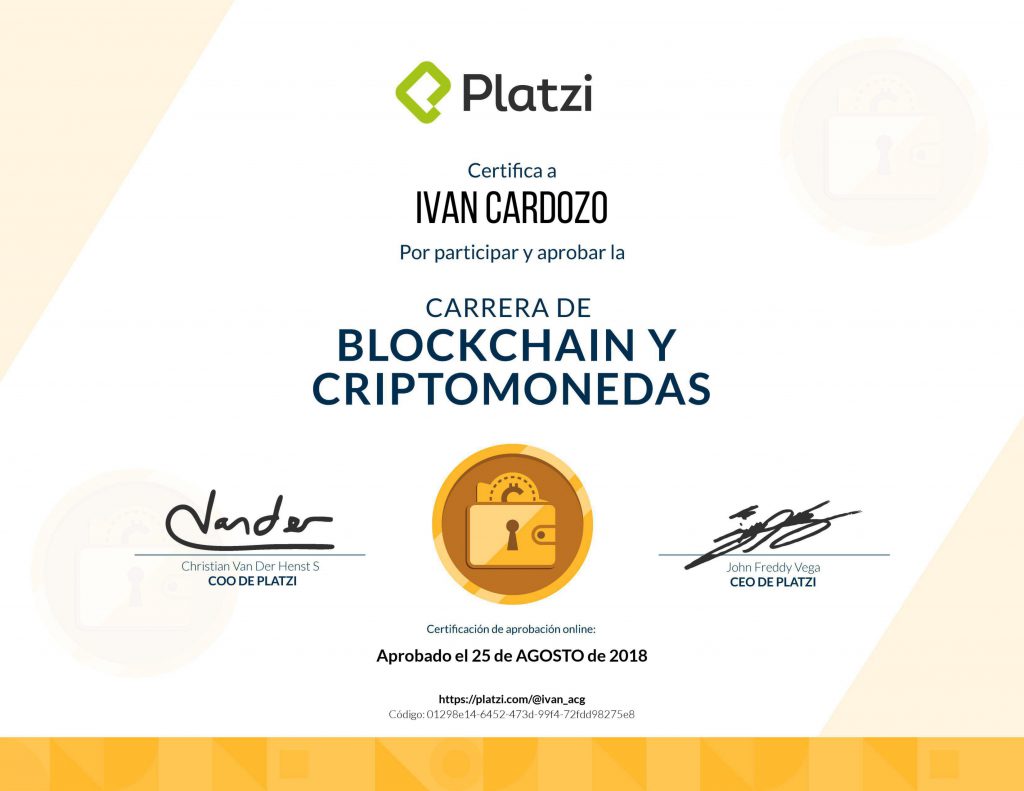 Platzi
Certifica a
IVAN CARDOZO
Por participar y aprobar la
CARRERA DE
BLOCKCHAIN Y
CRIPTOMONEDAS
Vander
Christian Van Der Henst S
COO DE PLATZI
John Freddy Vega
CEO DE PLATZI
Certificación de aprobación online:
Aprobado el 25 de AGOSTO de 2018
https://platzi.com/@ivan_acg
Código: 01298e14-6452-473d-99f4-72fdd98275e8